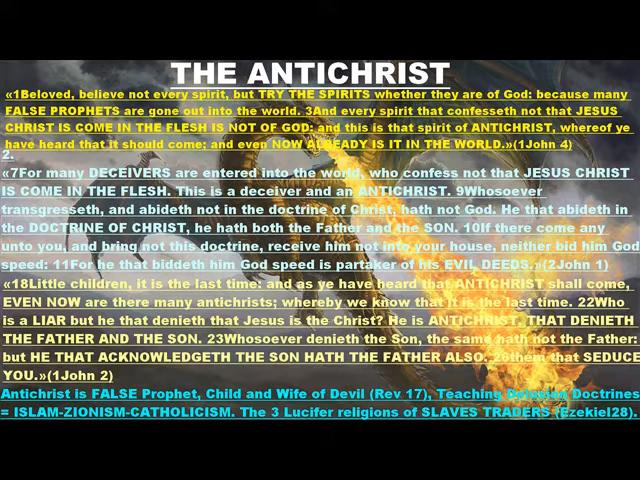 THE ANTICHRIST
«1Beloved, believe not every spirit, but TRY THE SPIRITS whether they are of God: because many
FALSE PROPHETS are gone out into the world. 3And every spirit that confesseth not that JESUS
CHRIST IS COME IN THE FLESH IS NOT OF GOD: and this is that spirit of ANTICHRIST, whereof ye
have heard that it should come; and even NOW ALREADY IS IT IN THE WORLD.»(1John 4)
2.
«7For many DECEIVERS are entered into the world, who confess not that JESUS CHRIST
IS COME IN THE FLESH. This is a deceiver and an ANTICHRIST. 9Whosoever
transgresseth, and abideth not in the doctrine of Christ, hath not God. He that abideth in
the DOCTRINE OF CHRIST, he hath both the Father and the SON. 10If there come any
unto you, and bring not this doctrine, receive him not into your house, neither bid him God
speed: 11For he that biddeth him God speed is partaker of his EVIL DEEDS.»(2John 1)
«18Little children, it is the last time: and as ye have heard that ANTICHRIST shall come,
EVEN NOW are there many antichrists; whereby we know that it is the last time. 22Who
is a LIAR but he that denieth that Jesus is the Christ? He is ANTICHRIST, THAT DENIETH
THE FATHER AND THE SON. 23Whosoever denieth the Son, the same hath not the Father:
but HE THAT ACKNOWLEDGETH THE SON HATH THE FATHER ALSO. 26them that SEDUCE
YOU.»(1John 2)
Antichrist is FALSE Prophet, Child and Wife of Devil (Rev 17), Teaching Delusion Doctrines
= ISLAM-ZIONISM-CATHOLICISM. The 3 Lucifer religions of SLAVES TRADERS (Ezekiel28).